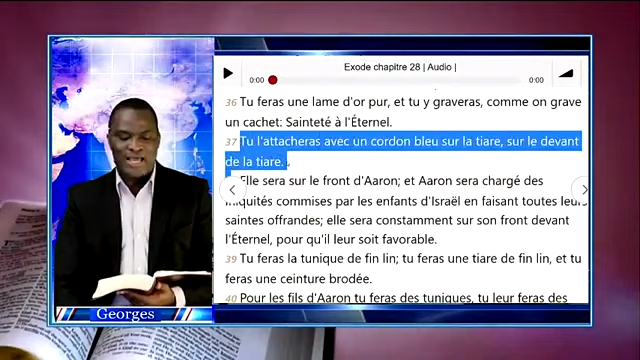 Exode chapitre 28 | Audio |
0:00
0:00
36 Tu feras une lame d'or pur, et tu y graveras, comme on grave
un cachet: Sainteté à l'Éternel.
37 Tu l'attacheras avec un cordon bleu sur la tiare, sur le devant
de la tiare.
Elle sera sur le front d'Aaron; et Aaron sera chargé des
iniquités commises par les enfants d'Israël en faisant toutes leurs
saintes offrandes; elle sera constamment sur son front devant
l'Éternel, pour qu'il leur soit favorable.
39 Tu feras la tunique de fin lin; tu feras une tiare de fin lin, et tu
feras une ceinture brodée.
40 Pour les fils d'Aaron tu feras des tuniques, tu leur feras des
Georges